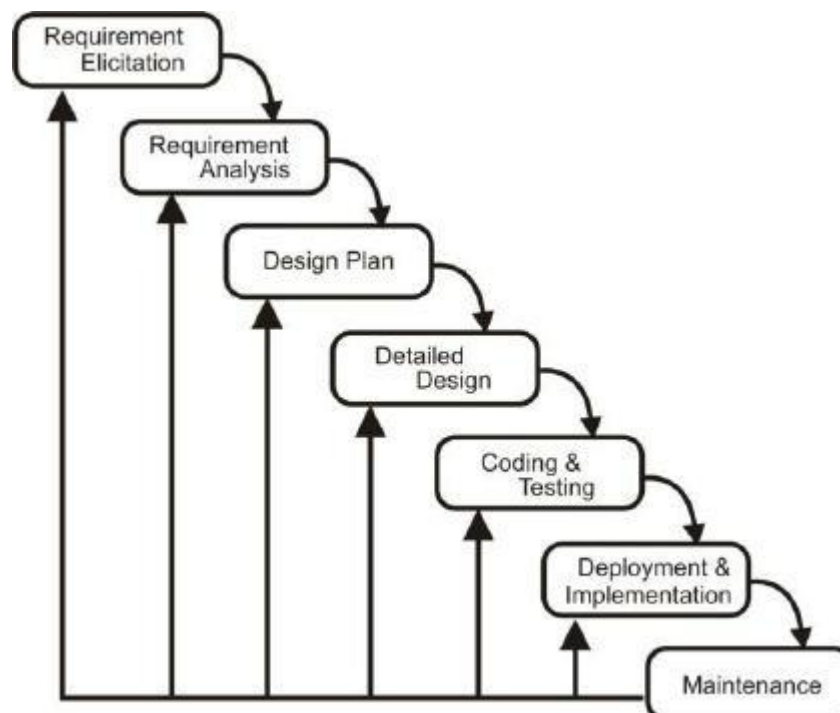 Requirement
Elicitation
Requirement
Analysis
Design Plan
Detailed
Design
Coding &
Testing
Deployment &
Implementation
Maintenance